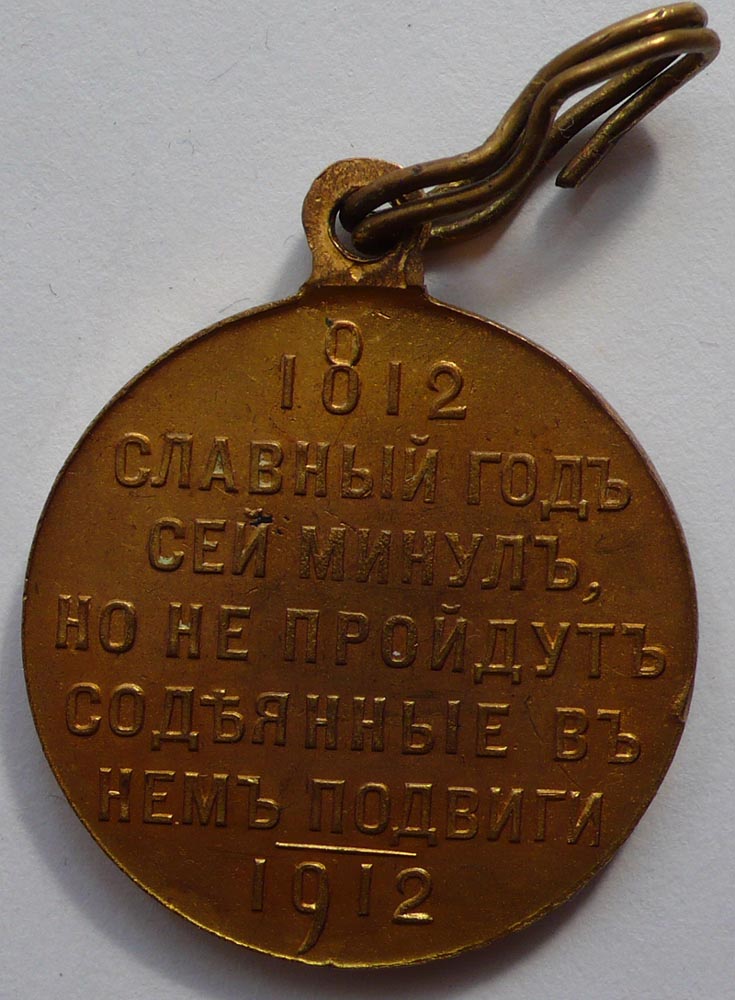 1812
СЛАВНЫЙ ГОДЪ
СЕЙ МИНУЛЪ,
НО НЕ ПРОЙДУТЪ
СОДѢЯННЫЕ ВЪ
НЕМЪ ПОДВИГИ
1912